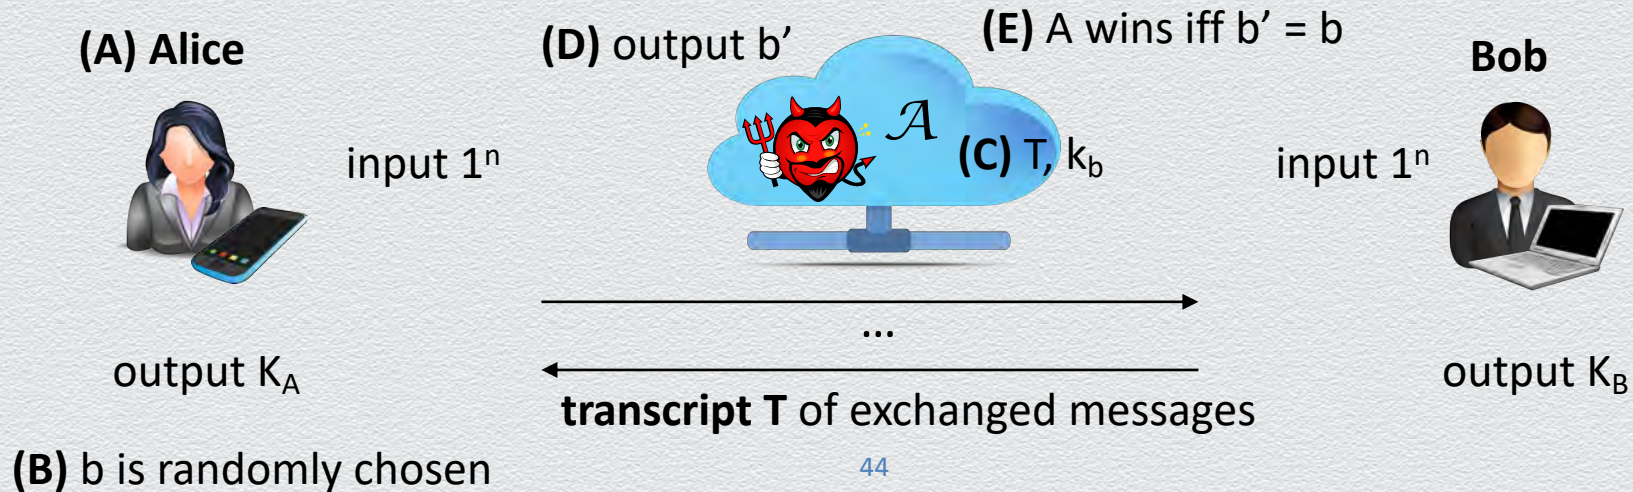 (A) Alice
(D) output b’
(E) A wins iff b’ = b
Bob
input 1ⁿ
𝒜
(C) T, k_b
input 1ⁿ
...
output K_A
output K_B
transcript T of exchanged messages
(B) b is randomly chosen
44